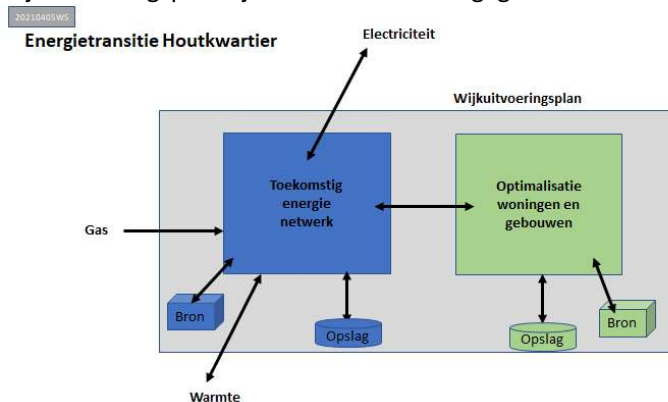 20210405WS
Energietransitie Houtkwartier
Electriciteit
Wijkuitvoeringsplan
Toekomstig
energie
netwerk
Optimalisatie
woningen en
gebouwen
Gas
Bron
Opslag
Opslag
Bron
Warmte